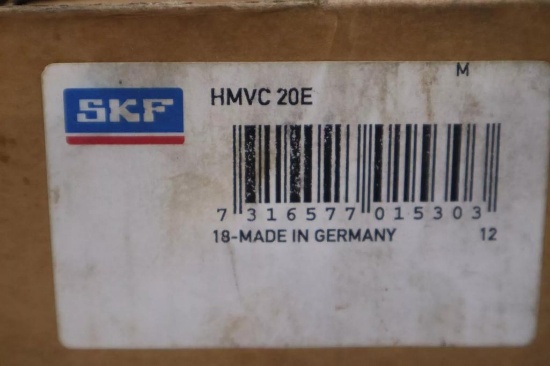 M
SKF
HMVC 20E
7 316577 015303
18-MADE IN GERMANY
12